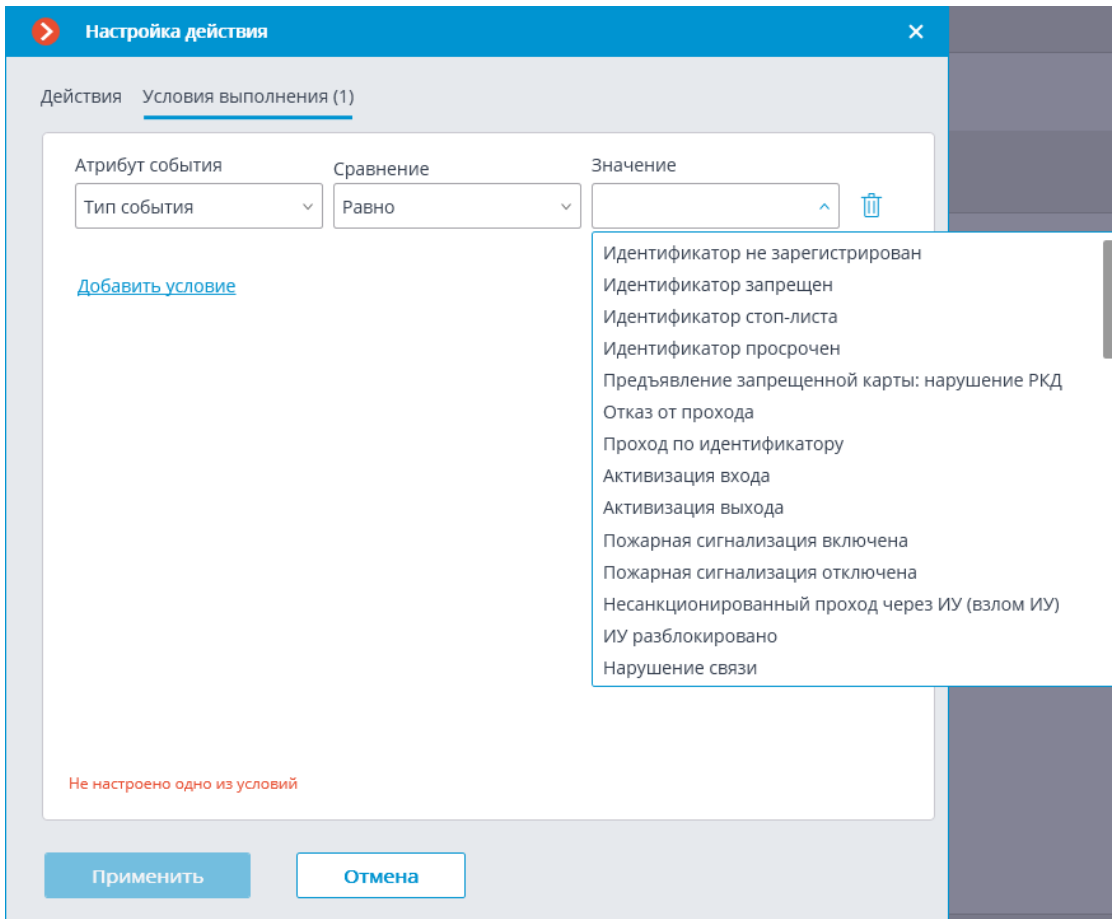 Настройка действия
Действия Условия выполнения (1)
Атрибут события Сравнение Значение
Тип события Равно
Идентификатор не зарегистрирован
Добавить условие
Идентификатор запрещен
Идентификатор стоп-листа
Идентификатор просрочен
Предъявление запрещенной карты: нарушение РКД
Отказ от прохода
Проход по идентификатору
Активизация входа
Активизация выхода
Пожарная сигнализация включена
Пожарная сигнализация отключена
Несанкционированный проход через ИУ (взлом ИУ)
ИУ разблокировано
Нарушение связи
Не настроено одно из условий
Применить Отмена